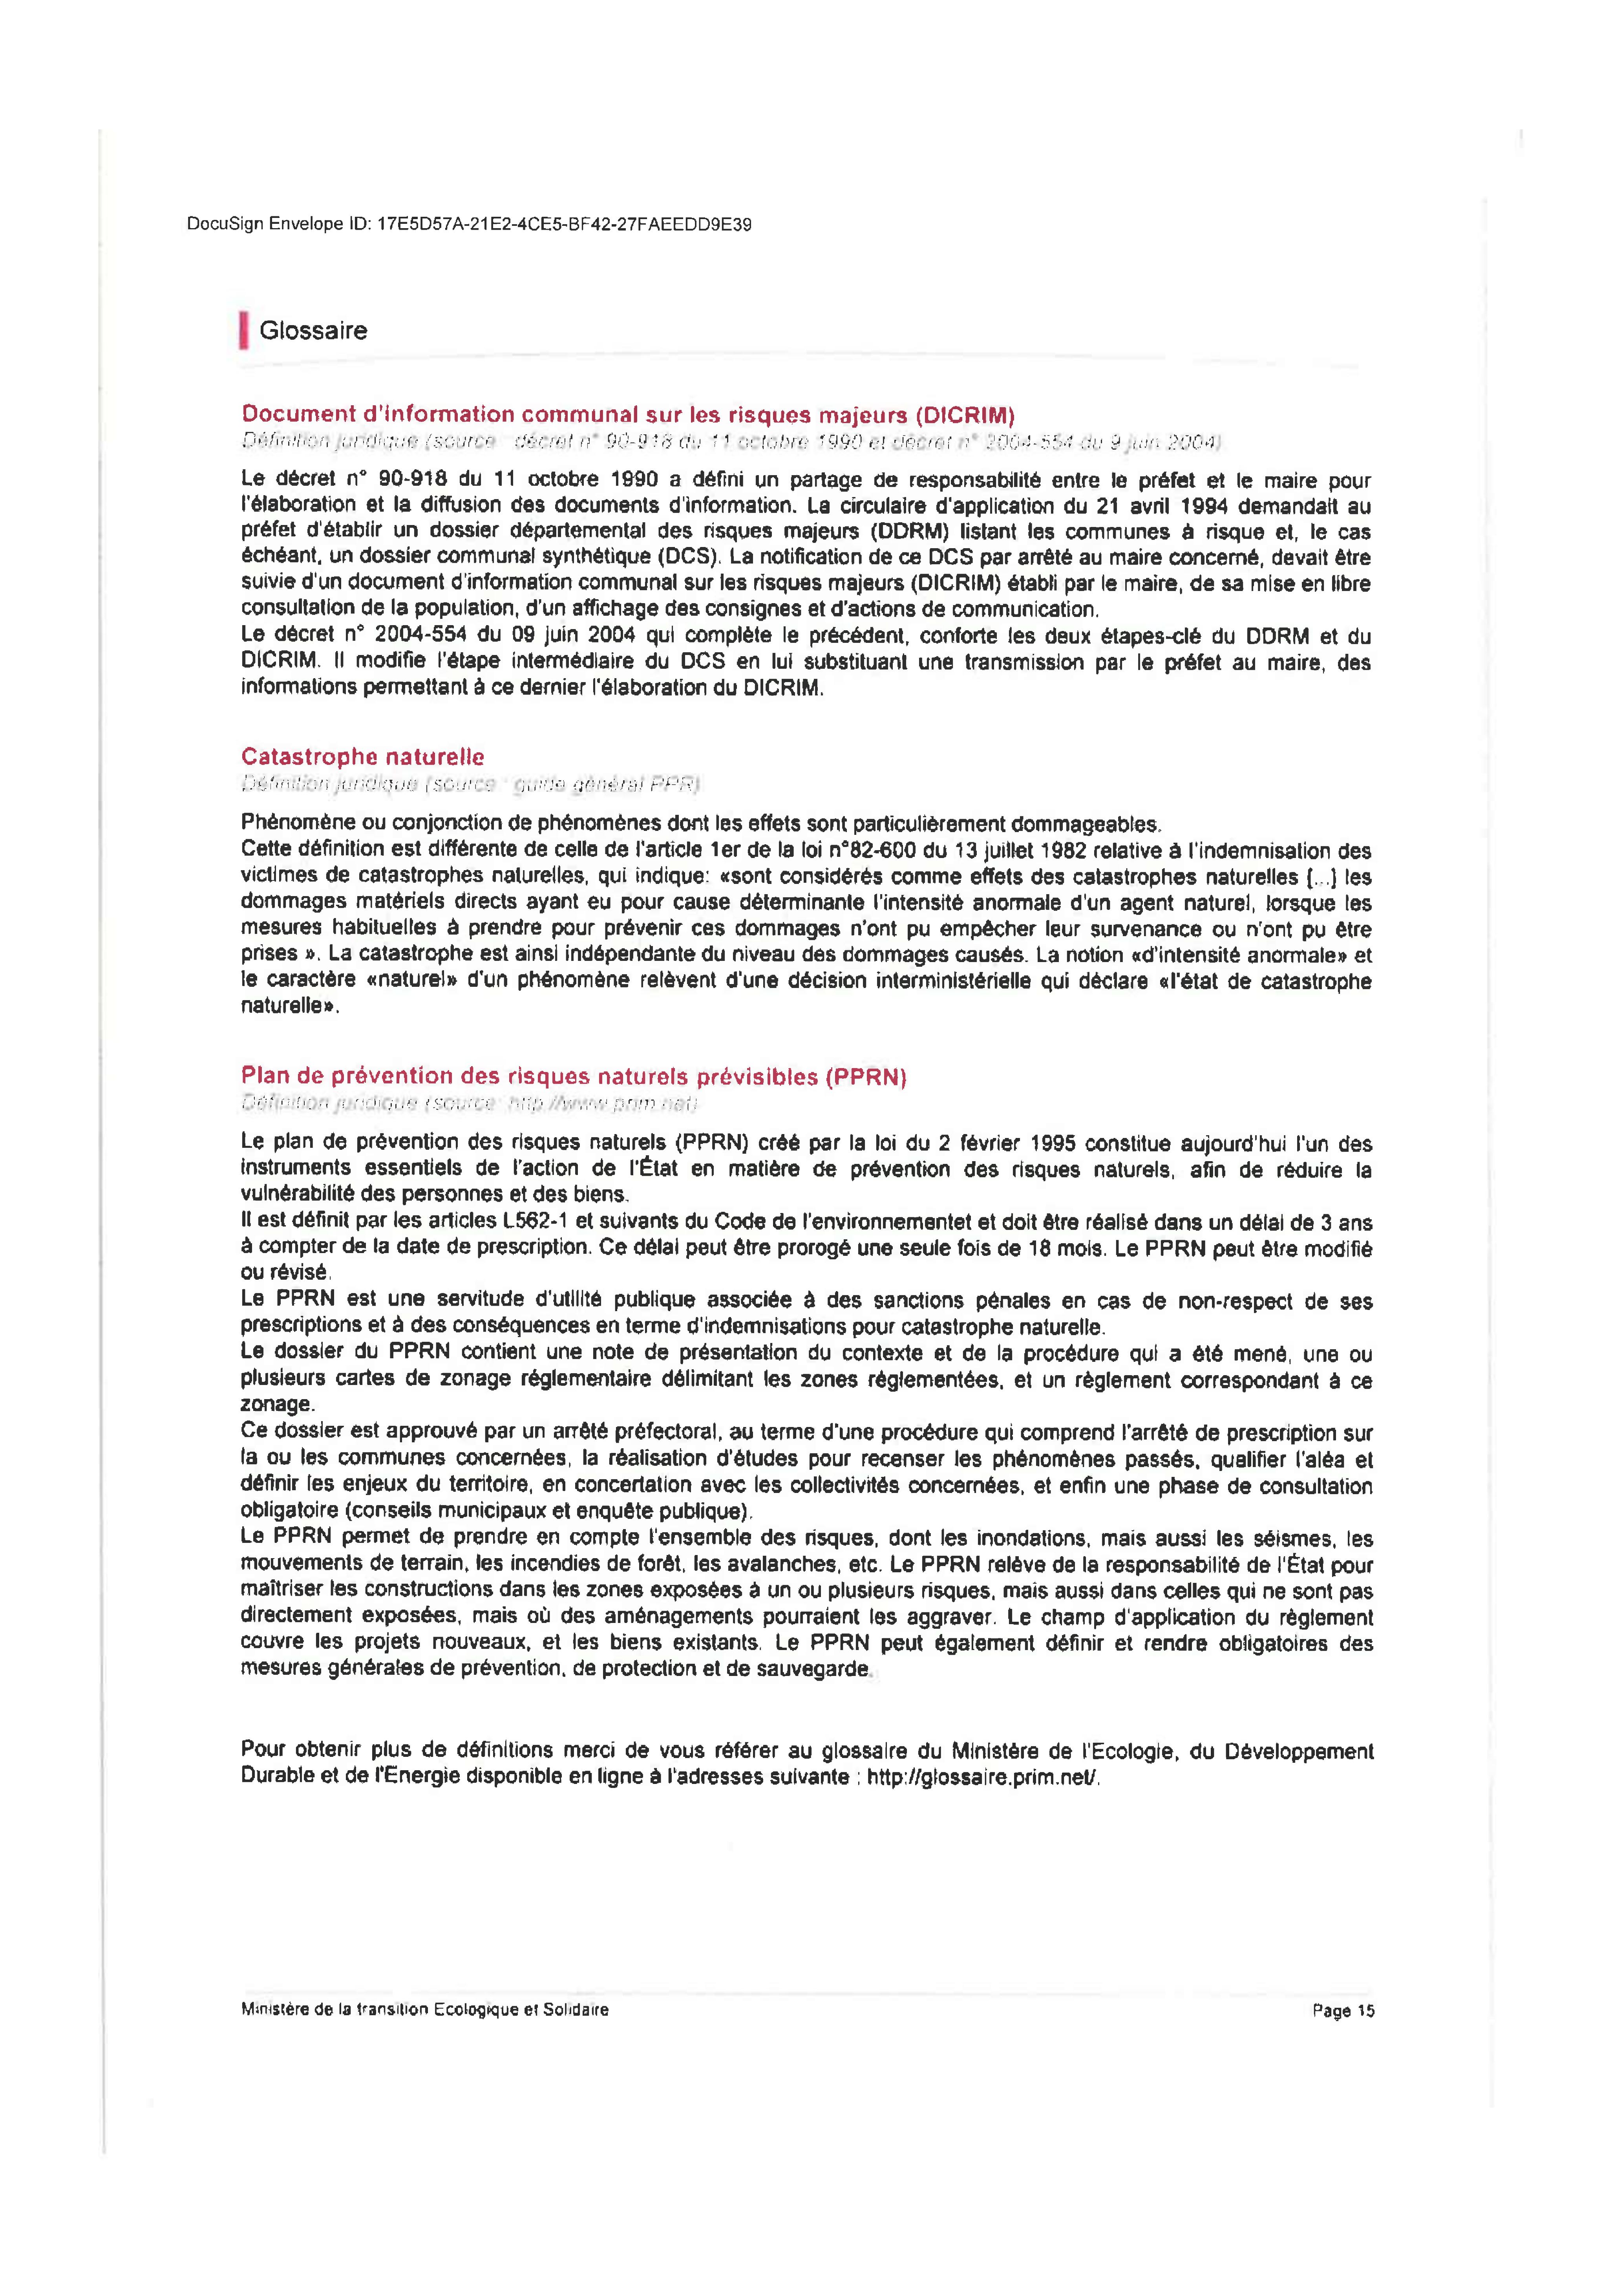 DocuSign Envelope ID: 17E5D57A-21E2-4CE5-BF42-27FAEEDD9E39
Glossaire
Document d'information communal sur les risques majeurs (DICRIM)
Définition juridique (source : décret n° 90-918 du 11 octobre 1990 et décret n° 2004-554 du 9 juin 2004)
Le décret n° 90-918 du 11 octobre 1990 a défini un partage de responsabilité entre le préfet et le maire pour
l'élaboration et la diffusion des documents d'information. La circulaire d'application du 21 avril 1994 demandait au
préfet d'établir un dossier départemental des risques majeurs (DDRM) listant les communes à risque et, le cas
échéant, un dossier communal synthétique (DCS). La notification de ce DCS par arrêté au maire concerné, devait être
suivie d'un document d'information communal sur les risques majeurs (DICRIM) établi par le maire, de sa mise en libre
consultation de la population, d'un affichage des consignes et d'actions de communication.
Le décret n° 2004-554 du 09 juin 2004 qui complète le précédent, conforte les deux étapes-clé du DDRM et du
DICRIM. Il modifie l'étape intermédiaire du DCS en lui substituant une transmission par le préfet au maire, des
informations permettant à ce dernier l'élaboration du DICRIM.
Catastrophe naturelle
Définition juridique (source : guide général PPR)
Phénomène ou conjonction de phénomènes dont les effets sont particulièrement dommageables.
Cette définition est différente de celle de l'article 1er de la loi n°82-600 du 13 juillet 1982 relative à l'indemnisation des
victimes de catastrophes naturelles, qui indique: «sont considérés comme effets des catastrophes naturelles [...] les
dommages matériels directs ayant eu pour cause déterminante l'intensité anormale d'un agent naturel, lorsque les
mesures habituelles à prendre pour prévenir ces dommages n'ont pu empêcher leur survenance ou n'ont pu être
prises ». La catastrophe est ainsi indépendante du niveau des dommages causés. La notion «d'intensité anormale» et
le caractère «naturel» d'un phénomène relèvent d'une décision interministérielle qui déclare «l'état de catastrophe
naturelle».
Plan de prévention des risques naturels prévisibles (PPRN)
Définition juridique (source: http://www.prim.net)
Le plan de prévention des risques naturels (PPRN) créé par la loi du 2 février 1995 constitue aujourd'hui l'un des
instruments essentiels de l'action de l'État en matière de prévention des risques naturels, afin de réduire la
vulnérabilité des personnes et des biens.
Il est définit par les articles L562-1 et suivants du Code de l'environnementet et doit être réalisé dans un délai de 3 ans
à compter de la date de prescription. Ce délai peut être prorogé une seule fois de 18 mois. Le PPRN peut être modifié
ou révisé.
Le PPRN est une servitude d'utilité publique associée à des sanctions pénales en cas de non-respect de ses
prescriptions et à des conséquences en terme d'indemnisations pour catastrophe naturelle.
Le dossier du PPRN contient une note de présentation du contexte et de la procédure qui a été mené, une ou
plusieurs cartes de zonage réglementaire délimitant les zones réglementées, et un règlement correspondant à ce
zonage.
Ce dossier est approuvé par un arrêté préfectoral, au terme d'une procédure qui comprend l'arrêté de prescription sur
la ou les communes concernées, la réalisation d'études pour recenser les phénomènes passés, qualifier l'aléa et
définir les enjeux du territoire, en concertation avec les collectivités concernées, et enfin une phase de consultation
obligatoire (conseils municipaux et enquête publique).
Le PPRN permet de prendre en compte l'ensemble des risques, dont les inondations, mais aussi les séismes, les
mouvements de terrain, les incendies de forêt, les avalanches, etc. Le PPRN relève de la responsabilité de l'État pour
maîtriser les constructions dans les zones exposées à un ou plusieurs risques, mais aussi dans celles qui ne sont pas
directement exposées, mais où des aménagements pourraient les aggraver. Le champ d'application du règlement
couvre les projets nouveaux, et les biens existants. Le PPRN peut également définir et rendre obligatoires des
mesures générales de prévention, de protection et de sauvegarde.
Pour obtenir plus de définitions merci de vous référer au glossaire du Ministère de l'Ecologie, du Développement
Durable et de l'Energie disponible en ligne à l'adresses suivante : http://glossaire.prim.net/.
Ministère de la transition Ecologique et Solidaire
Page 15